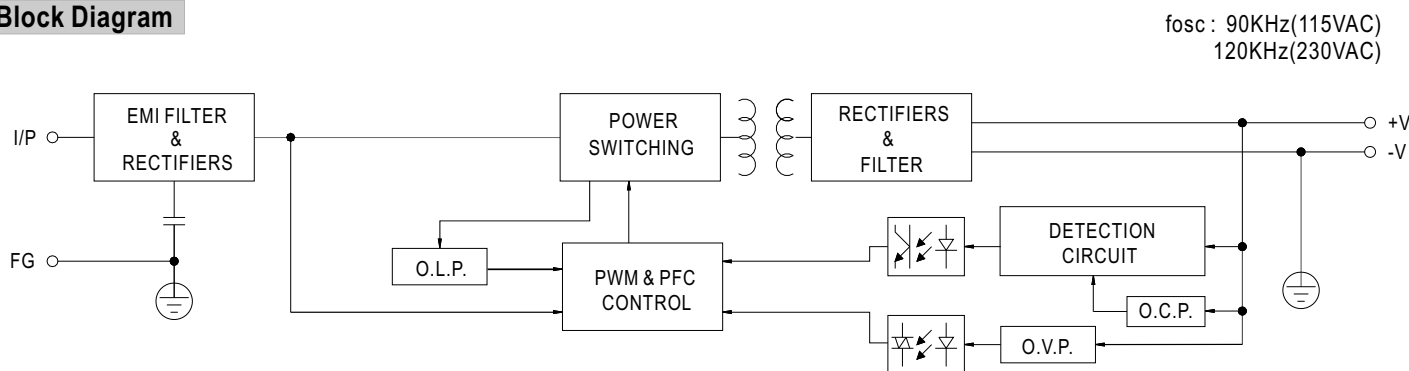 Block Diagram
fosc : 90KHz(115VAC)
120KHz(230VAC)
I/P
EMI FILTER
&
RECTIFIERS
POWER
SWITCHING
RECTIFIERS
&
FILTER
+V
-V
FG
O.L.P.
PWM & PFC
CONTROL
DETECTION
CIRCUIT
O.C.P.
O.V.P.